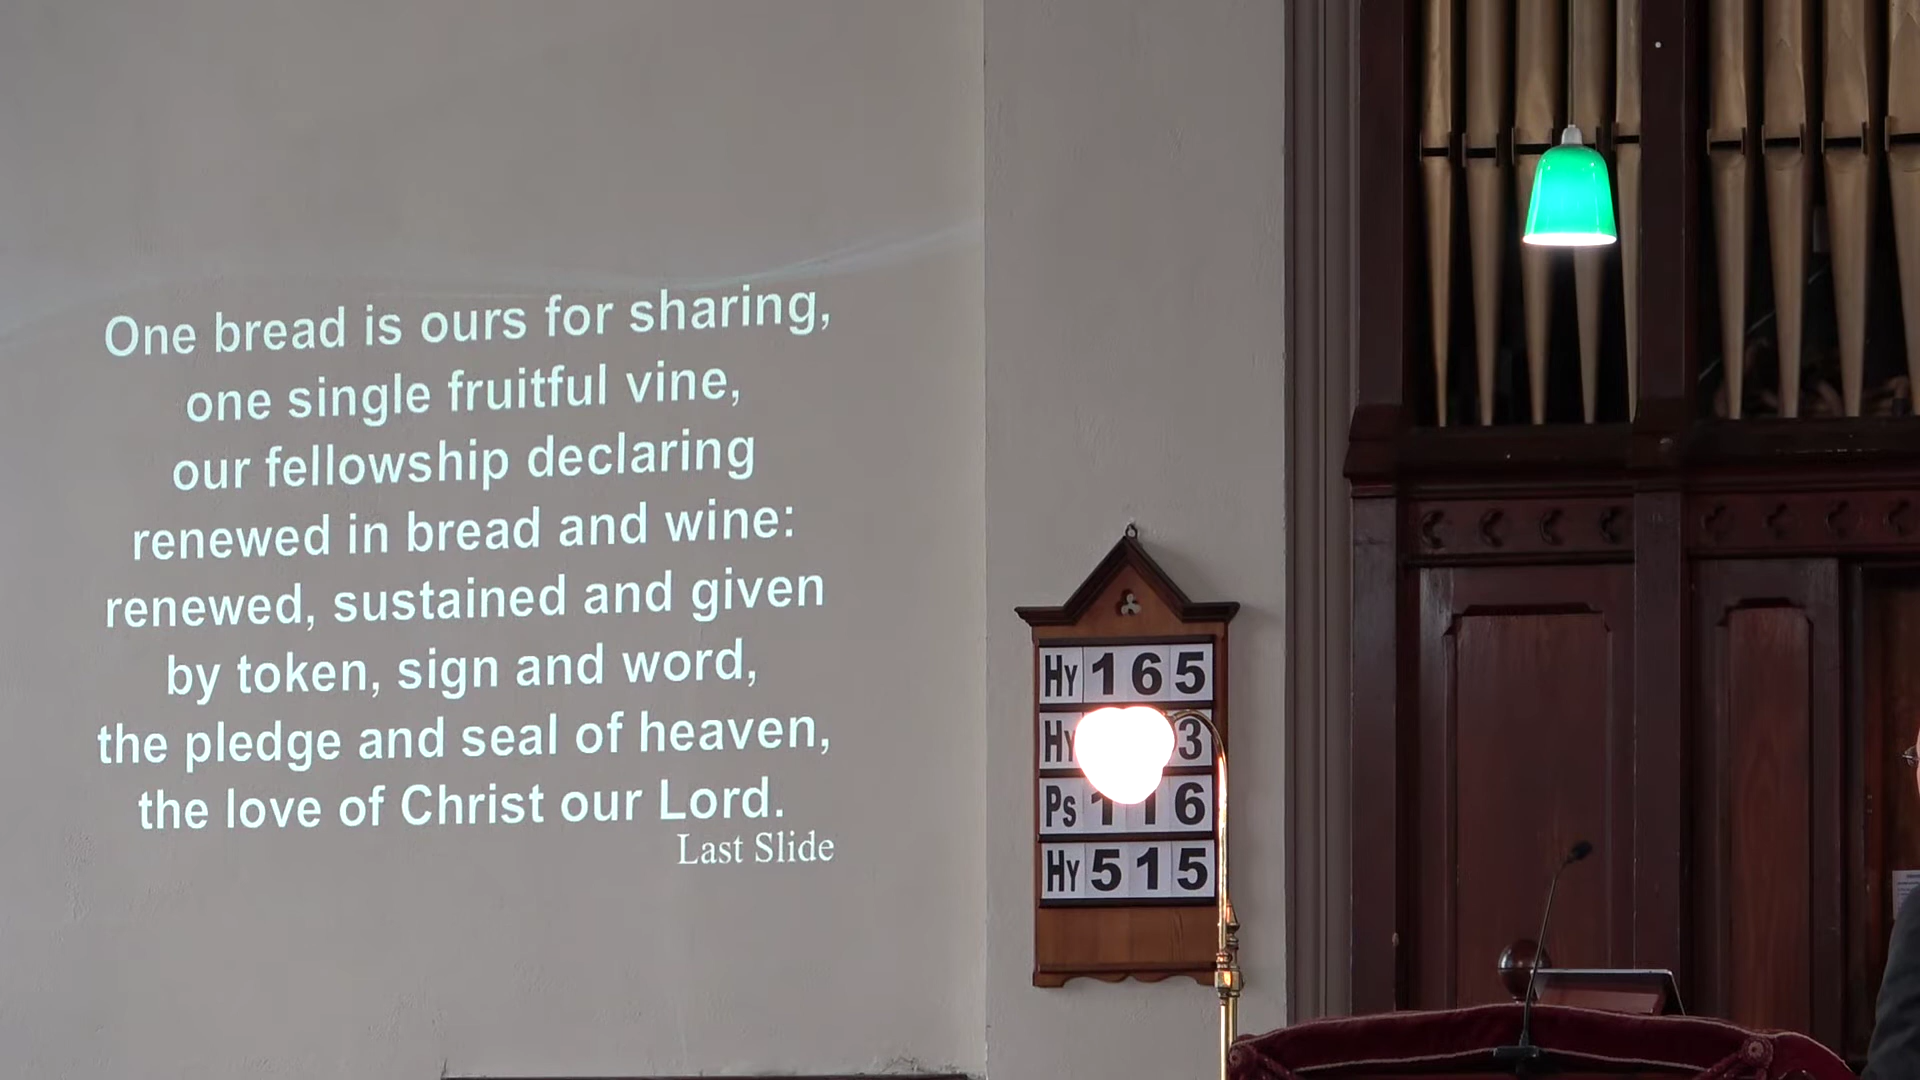 One bread is ours for sharing,
one single fruitful vine,
our fellowship declaring
renewed in bread and wine:
renewed, sustained and given
by token, sign and word,
the pledge and seal of heaven,
the love of Christ our Lord.
Last Slide
Hy 165
Hy 3
Ps 116
Hy 515